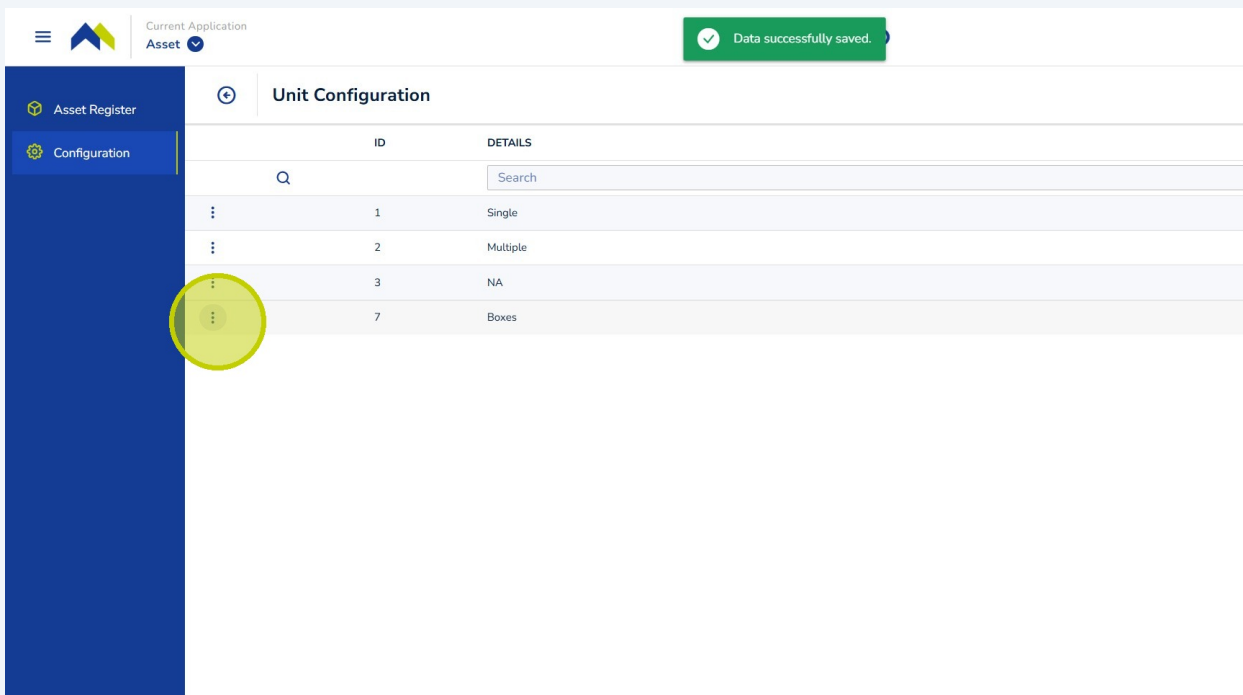 Current Application
Asset
Data successfully saved.
Asset Register
Configuration
Unit Configuration
ID DETAILS
Search
1 Single
2 Multiple
3 NA
7 Boxes